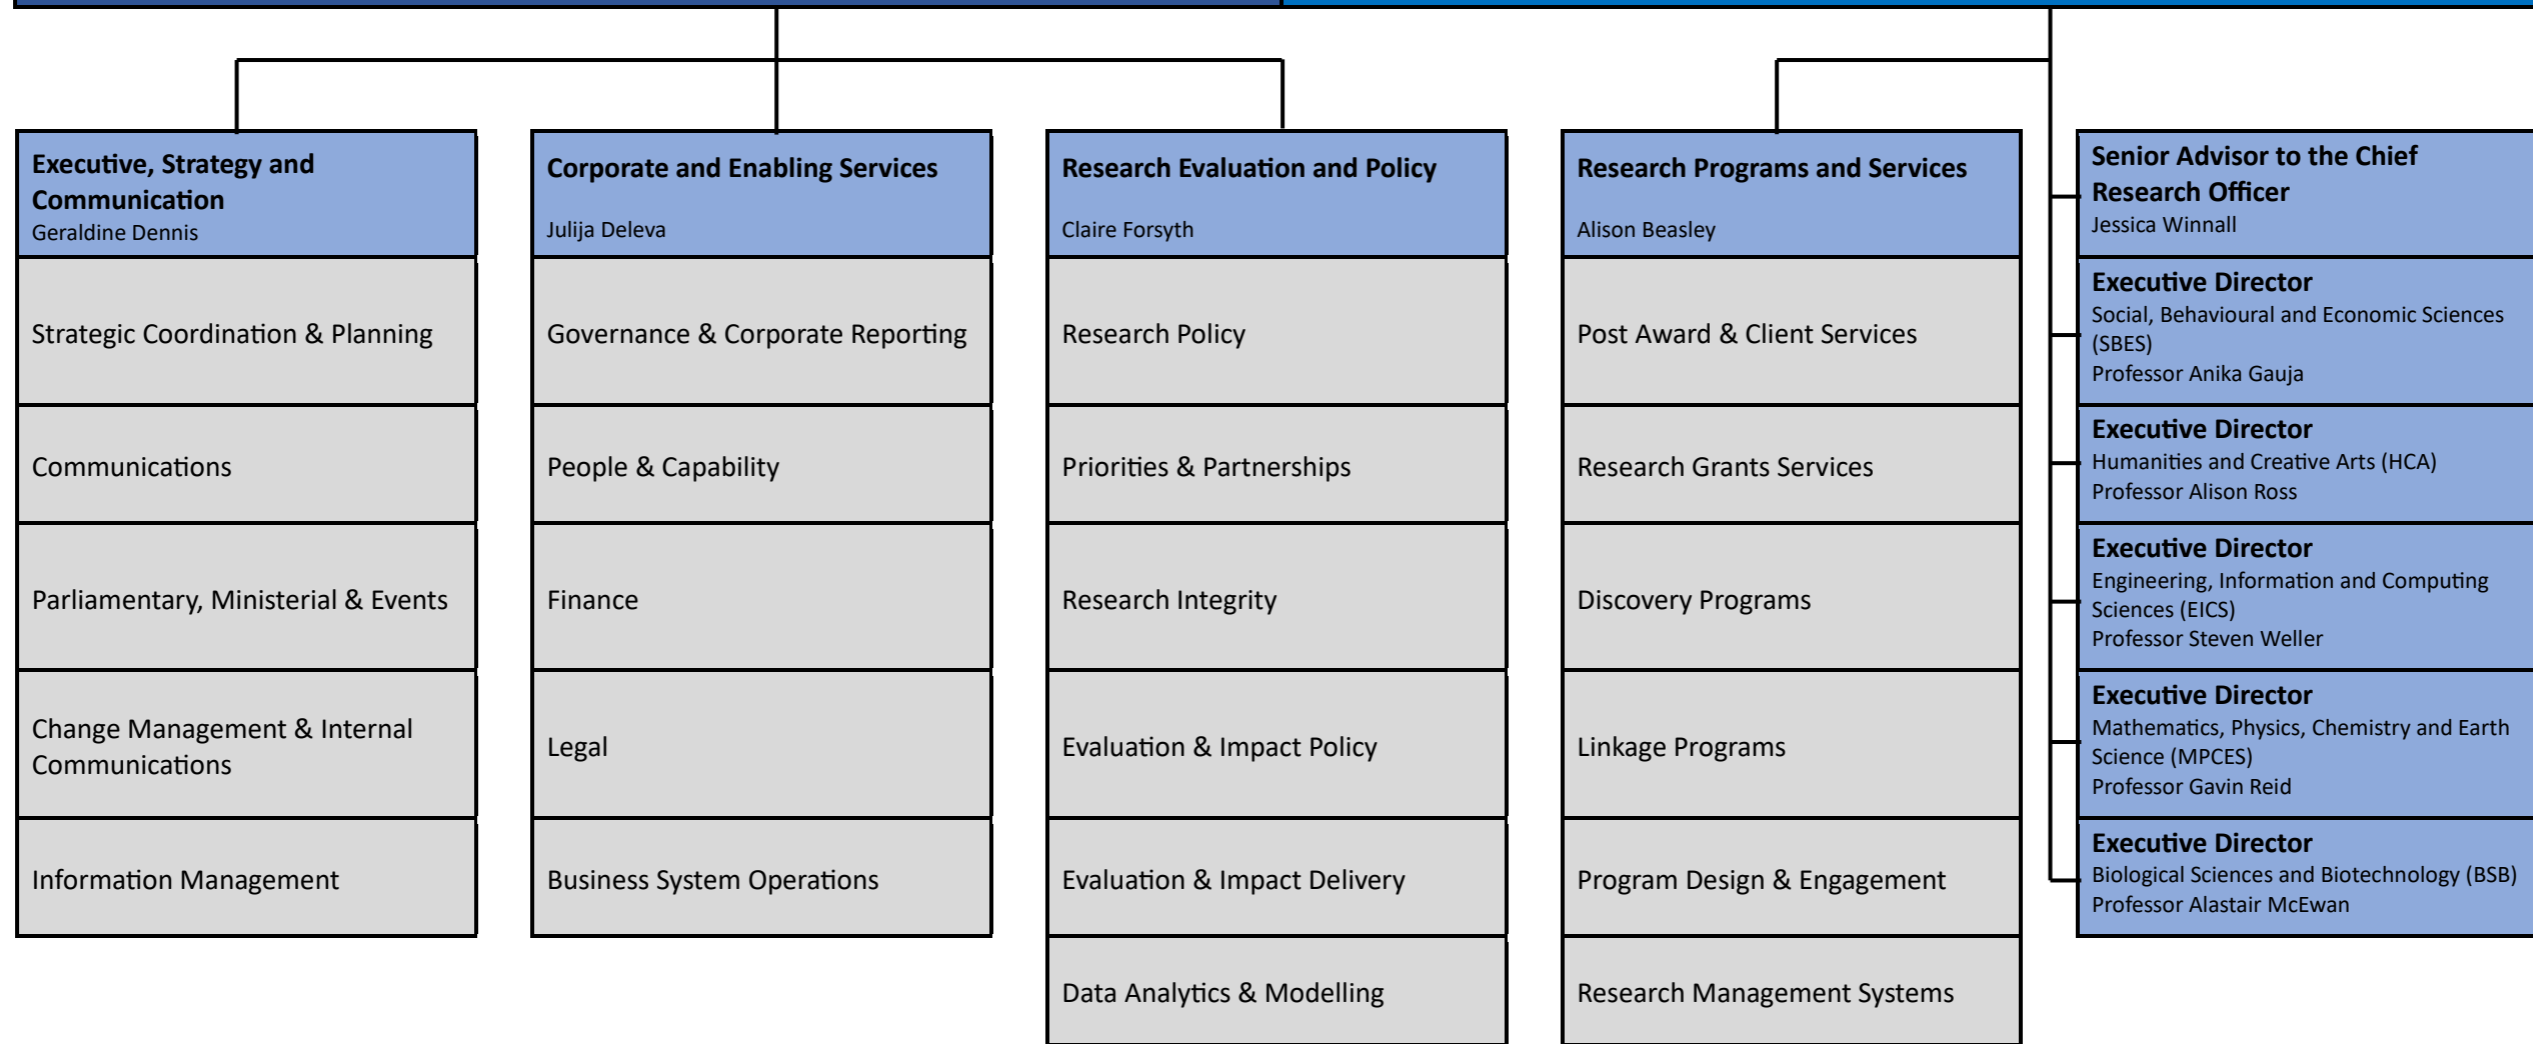 Executive, Strategy and
Communication
Geraldine Dennis
Strategic Coordination & Planning
Communications
Parliamentary, Ministerial & Events
Change Management & Internal
Communications
Information Management
Corporate and Enabling Services
Julija Deleva
Governance & Corporate Reporting
People & Capability
Finance
Legal
Business System Operations
Research Evaluation and Policy
Claire Forsyth
Research Policy
Priorities & Partnerships
Research Integrity
Evaluation & Impact Policy
Evaluation & Impact Delivery
Data Analytics & Modelling
Research Programs and Services
Alison Beasley
Post Award & Client Services
Research Grants Services
Discovery Programs
Linkage Programs
Program Design & Engagement
Research Management Systems
Senior Advisor to the Chief
Research Officer
Jessica Winnall
Executive Director
Social, Behavioural and Economic Sciences
(SBES)
Professor Anika Gauja
Executive Director
Humanities and Creative Arts (HCA)
Professor Alison Ross
Executive Director
Engineering, Information and Computing
Sciences (EICS)
Professor Steven Weller
Executive Director
Mathematics, Physics, Chemistry and Earth
Science (MPCES)
Professor Gavin Reid
Executive Director
Biological Sciences and Biotechnology (BSB)
Professor Alastair McEwan